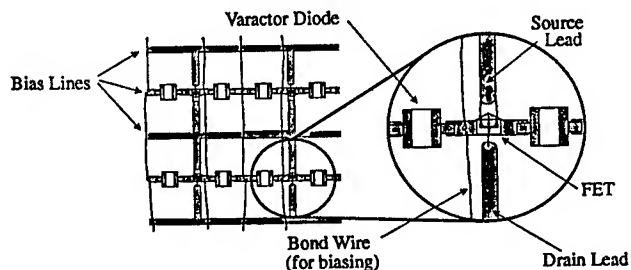 Varactor Diode
Source
Lead
Bias Lines
FET
Bond Wire
(for biasing)
Drain Lead